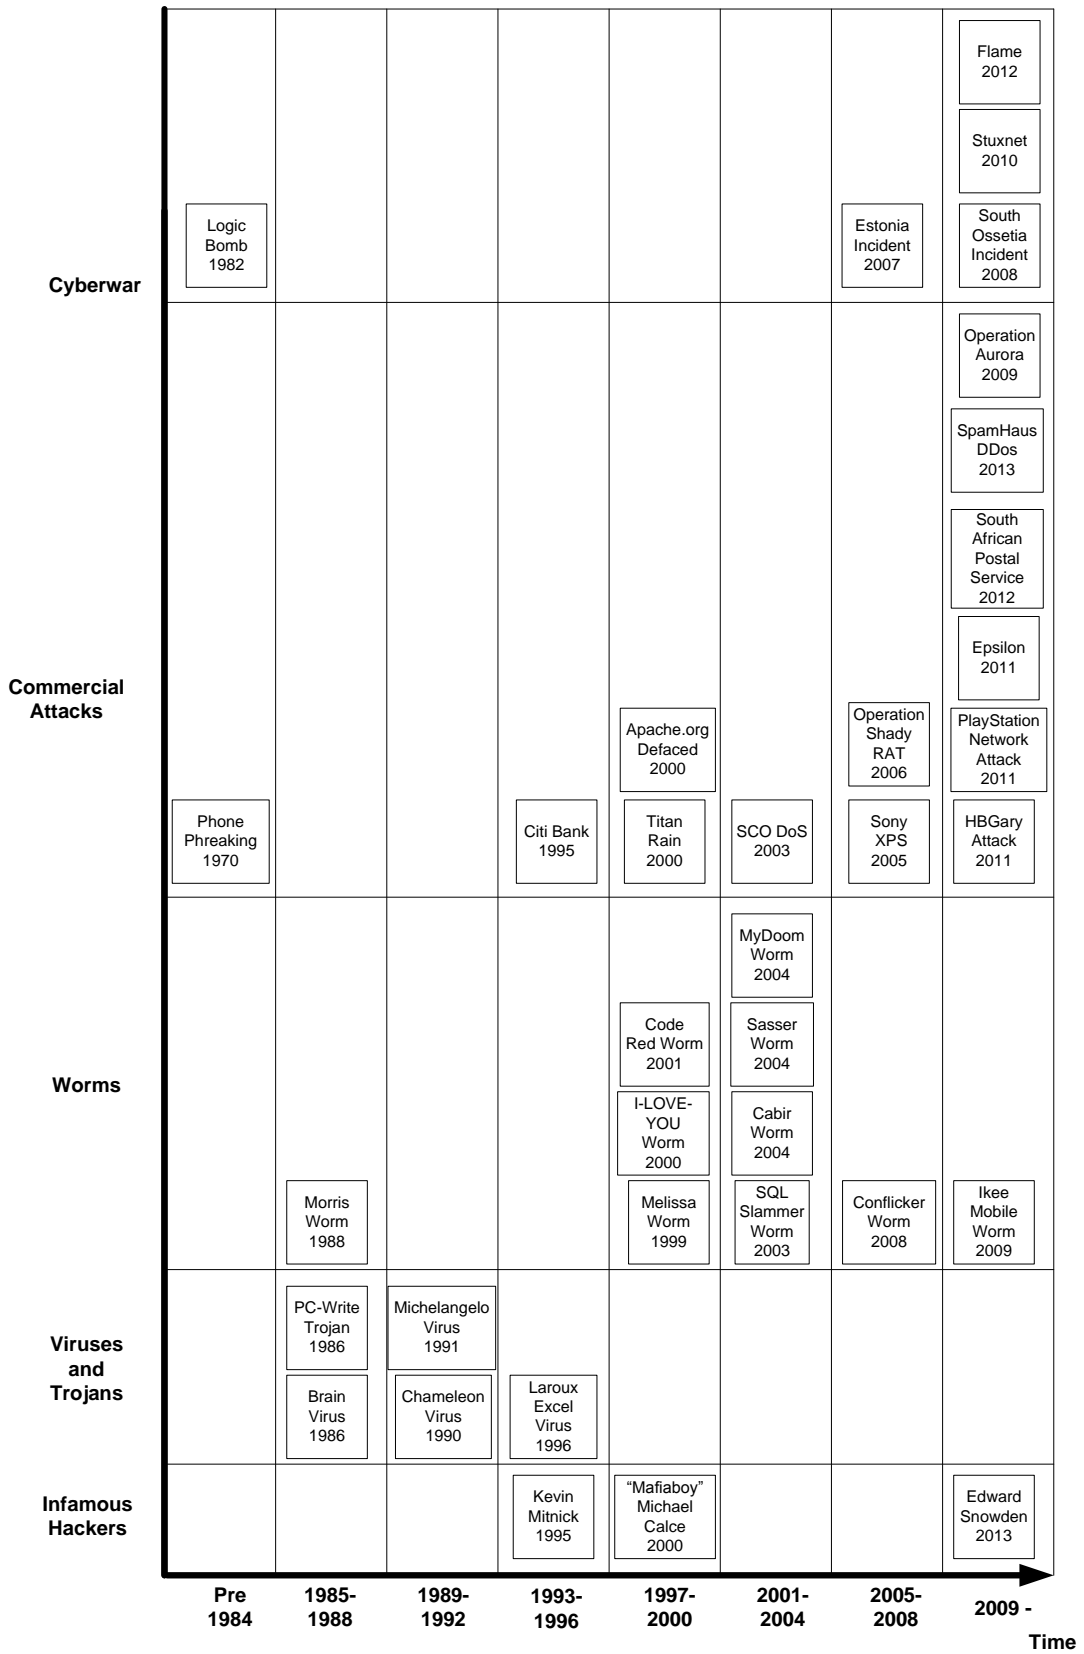 Flame
2012
Stuxnet
2010
Logic
Bomb
1982
Estonia
Incident
2007
South
Ossetia
Incident
2008
Cyberwar
Operation
Aurora
2009
SpamHaus
DDos
2013
South
African
Postal
Service
2012
Epsilon
2011
Commercial
Attacks
Apache.org
Defaced
2000
Operation
Shady
RAT
2006
PlayStation
Network
Attack
2011
Phone
Phreaking
1970
Citi Bank
1995
Titan
Rain
2000
SCO DoS
2003
Sony
XPS
2005
HBGary
Attack
2011
MyDoom
Worm
2004
Code
Red Worm
2001
Sasser
Worm
2004
Worms
I-LOVE-
YOU
Worm
2000
Cabir
Worm
2004
Morris
Worm
1988
Melissa
Worm
1999
SQL
Slammer
Worm
2003
Conflicker
Worm
2008
Ikee
Mobile
Worm
2009
Viruses
and
Trojans
PC-Write
Trojan
1986
Michelangelo
Virus
1991
Brain
Virus
1986
Chameleon
Virus
1990
Laroux
Excel
Virus
1996
Infamous
Hackers
Kevin
Mitnick
1995
“Mafiaboy”
Michael
Calce
2000
Edward
Snowden
2013
Pre
1984
1985-
1988
1989-
1992
1993-
1996
1997-
2000
2001-
2004
2005-
2008
2009 -
Time